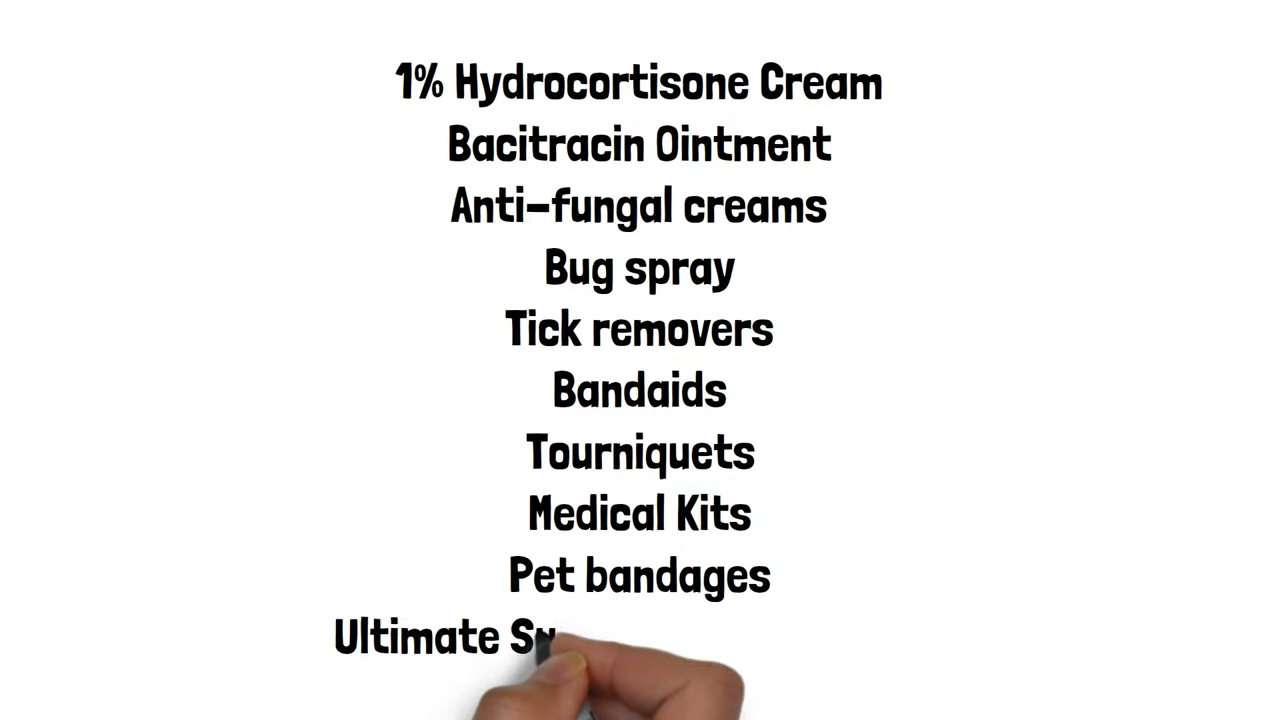 1% Hydrocortisone Cream
Bacitracin Ointment
Anti-fungal creams
Bug spray
Tick removers
Bandaids
Tourniquets
Medical Kits
Pet bandages
Ultimate